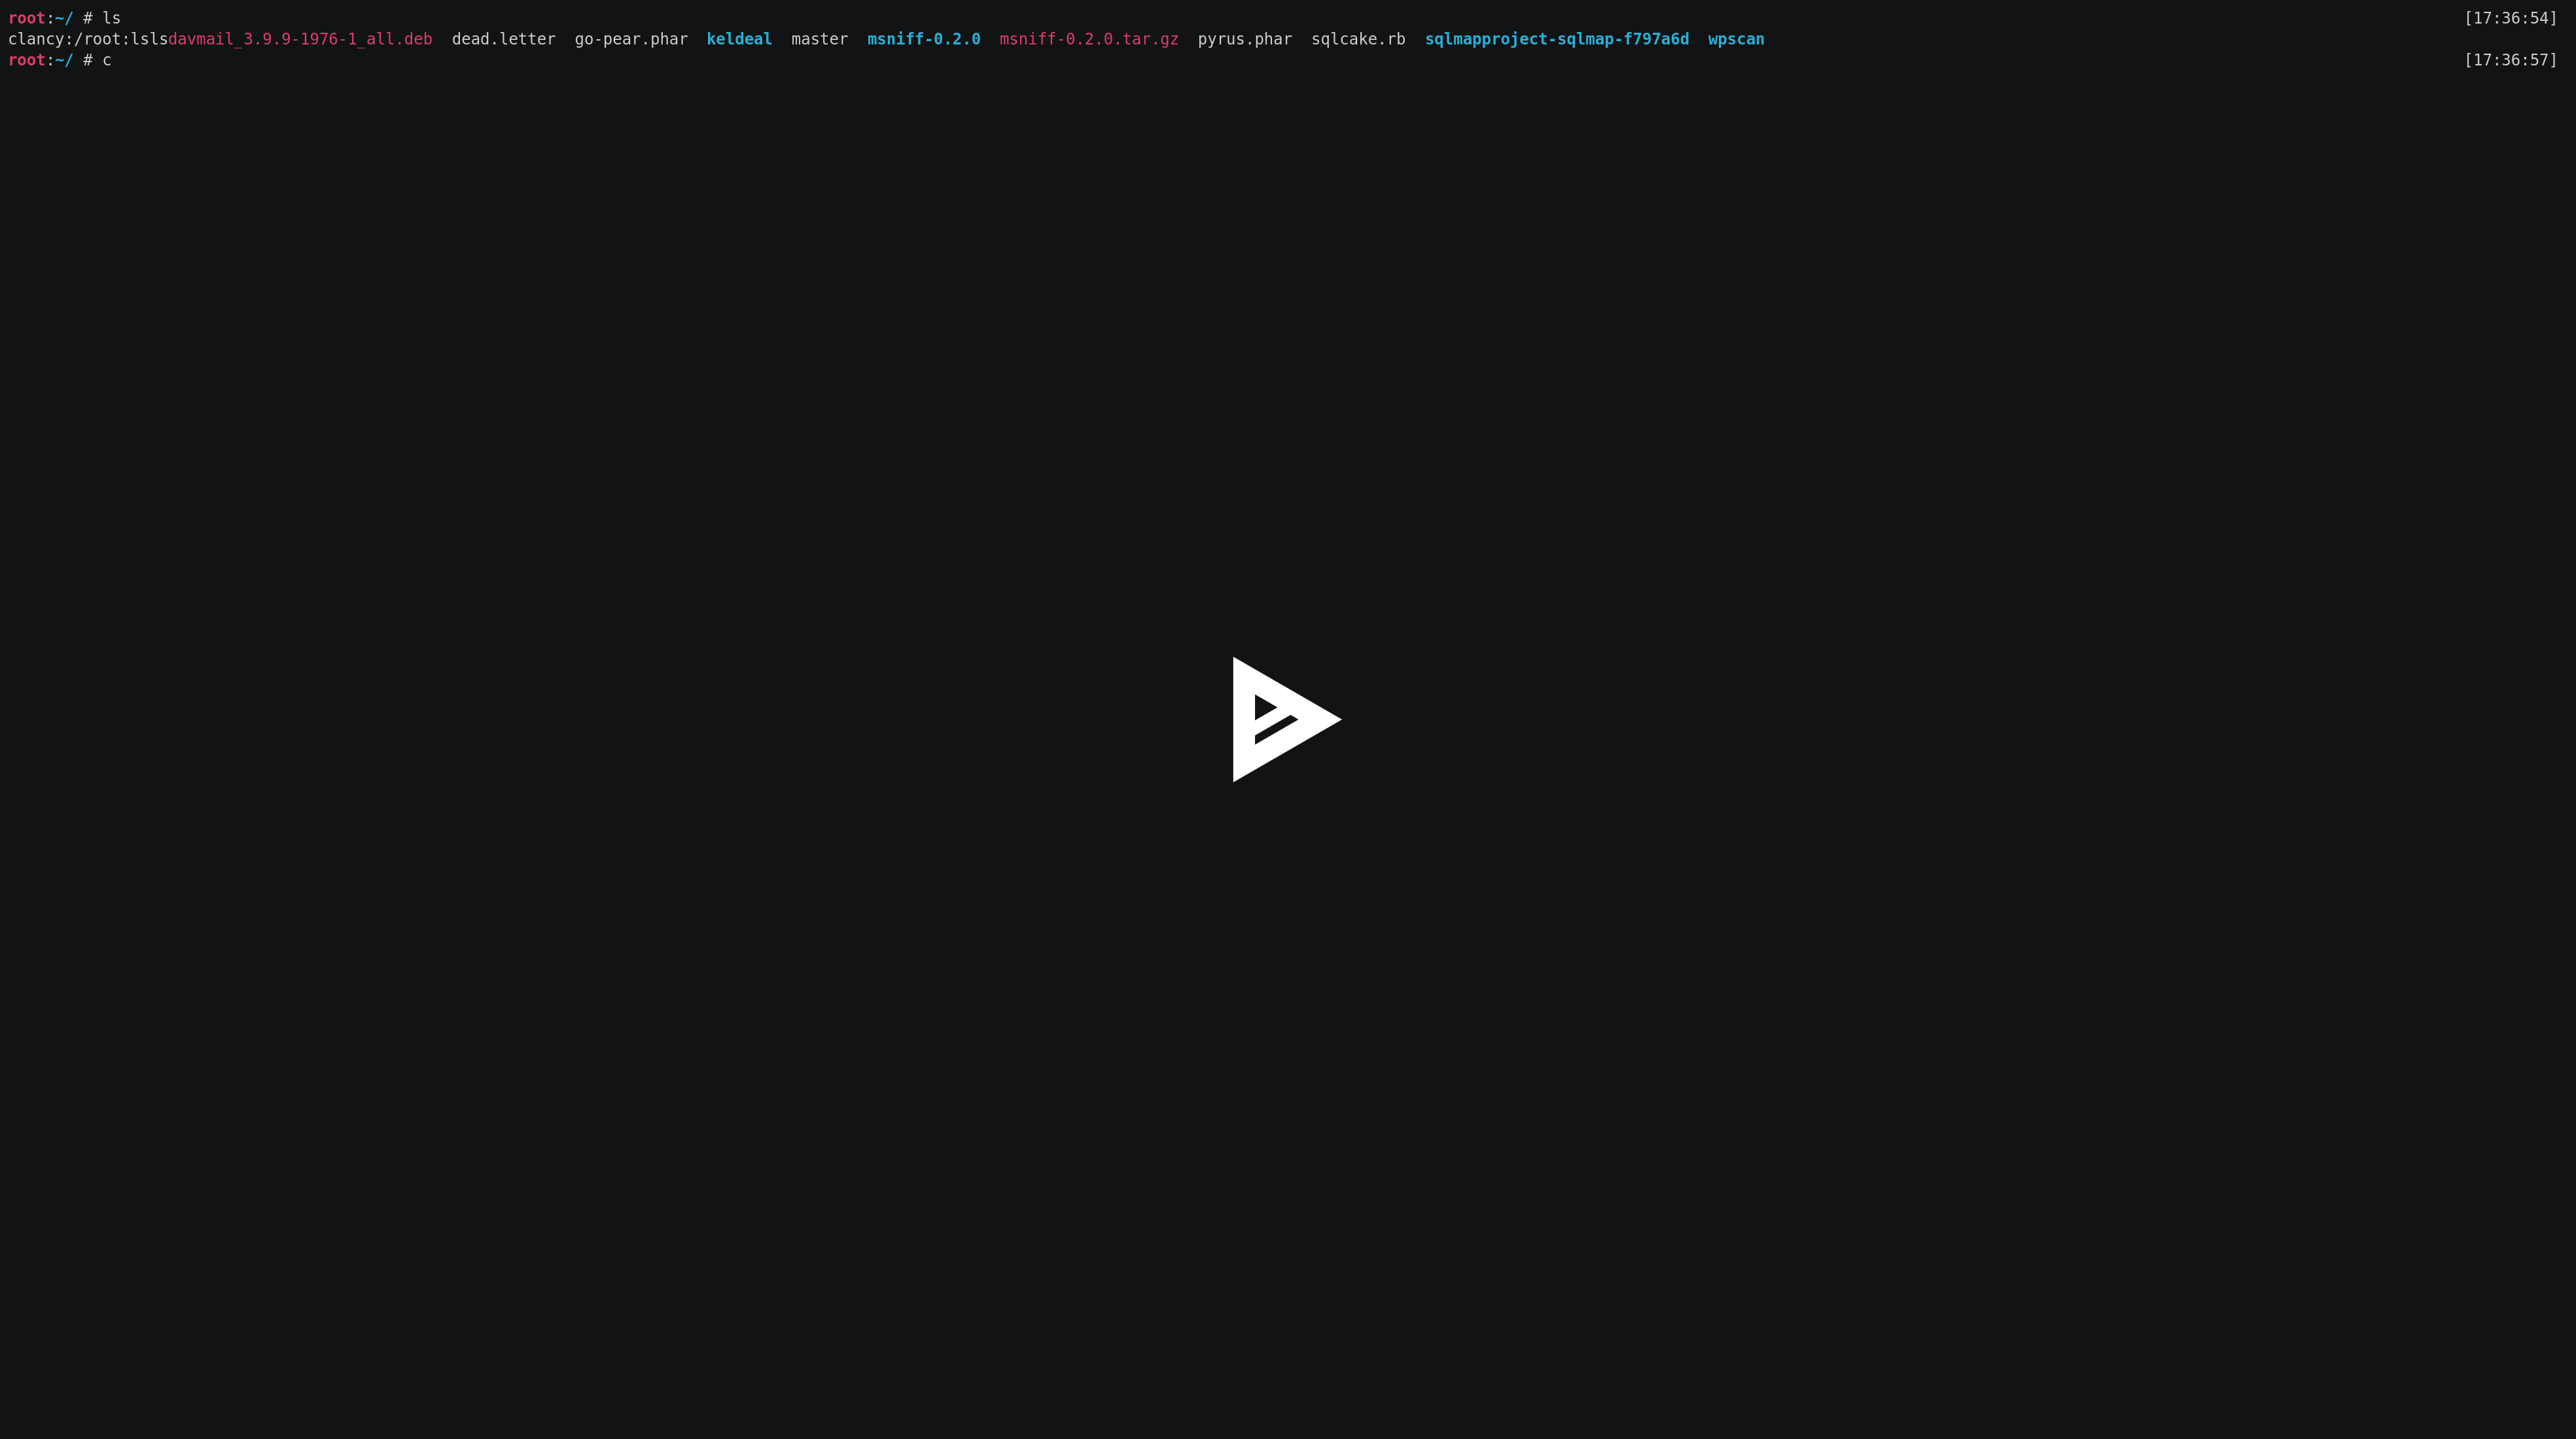 root:~/ # ls [17:36:54]
clancy:/root:lslsdavmail_3.9.9-1976-1_all.deb  dead.letter  go-pear.phar  keldeal  master  msniff-0.2.0  msniff-0.2.0.tar.gz  pyrus.phar  sqlcake.rb  sqlmapproject-sqlmap-f797a6d  wpscan
root:~/ # c [17:36:57]